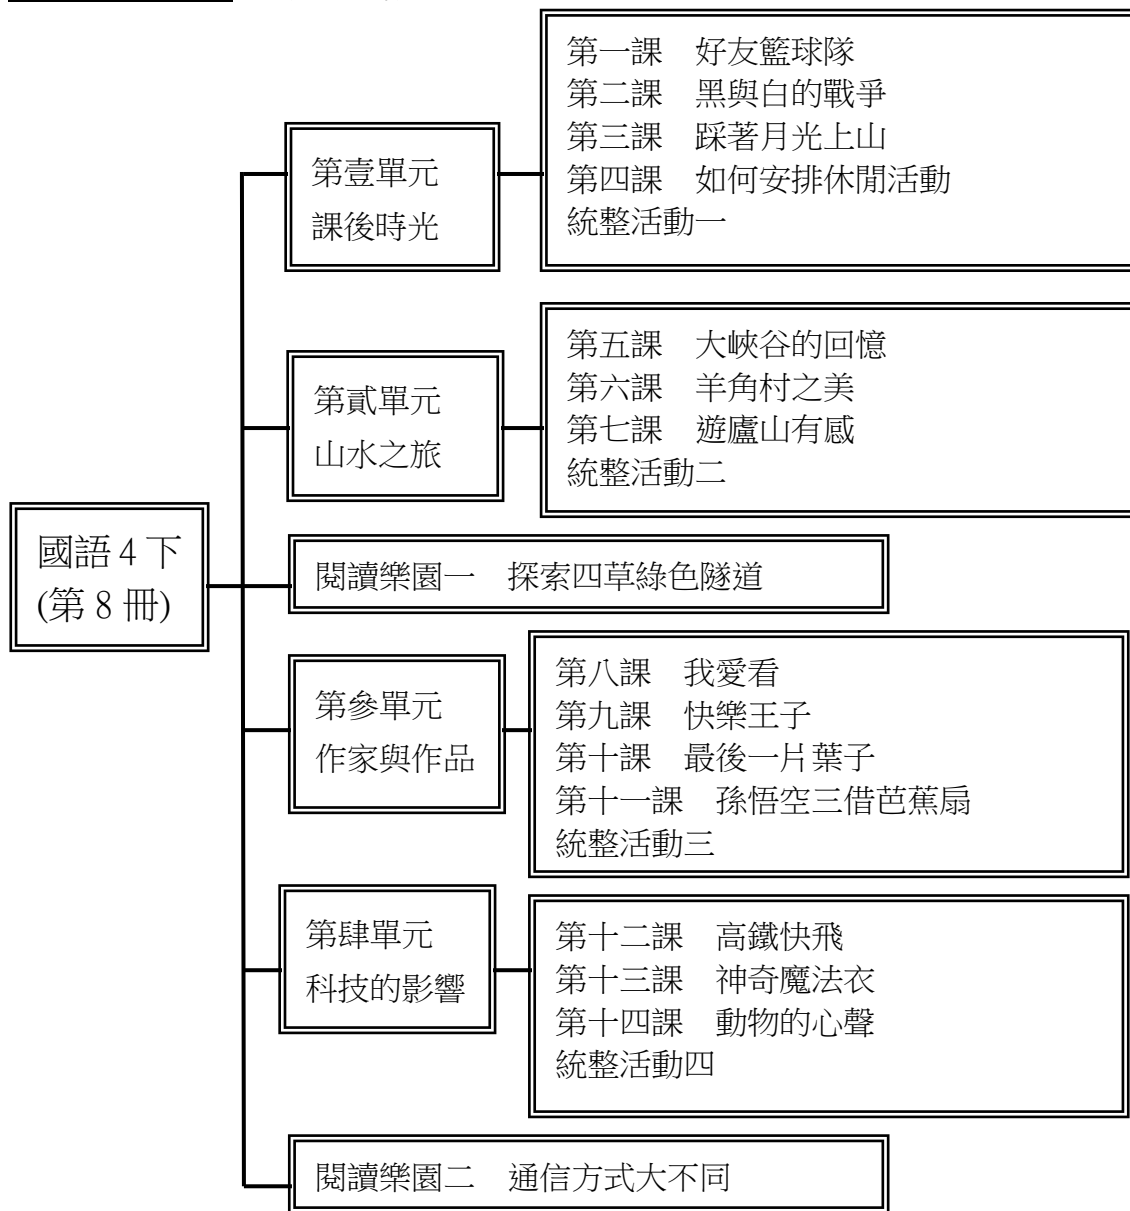 國語 4 下
(第 8 冊)
第壹單元
課後時光
第一課　好友籃球隊
第二課　黑與白的戰爭
第三課　踩著月光上山
第四課　如何安排休閒活動
統整活動一
第貳單元
山水之旅
第五課　大峽谷的回憶
第六課　羊角村之美
第七課　遊廬山有感
統整活動二
閱讀樂園一　探索四草綠色隧道
第參單元
作家與作品
第八課　我愛看
第九課　快樂王子
第十課　最後一片葉子
第十一課　孫悟空三借芭蕉扇
統整活動三
第肆單元
科技的影響
第十二課　高鐵快飛
第十三課　神奇魔法衣
第十四課　動物的心聲
統整活動四
閱讀樂園二　通信方式大不同